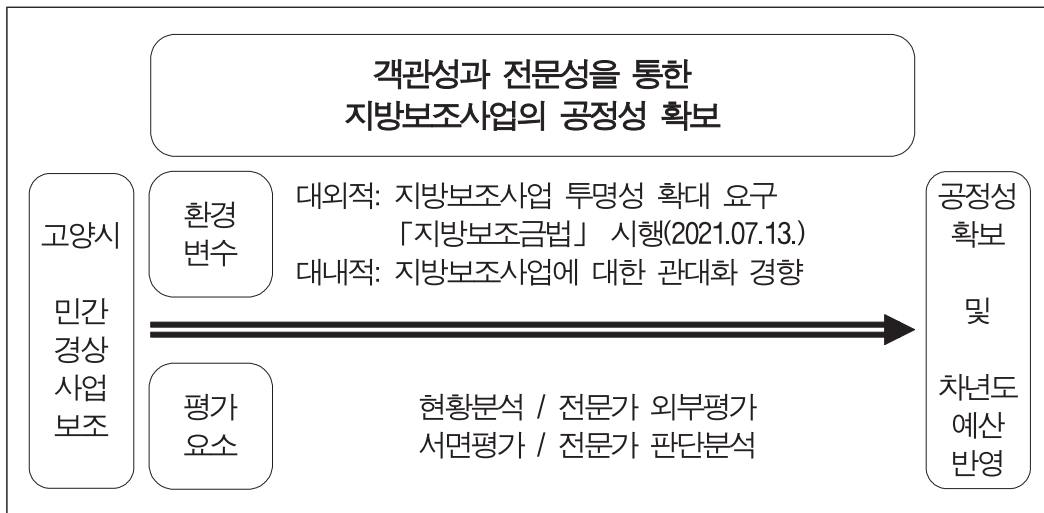 객관성과 전문성을 통한
지방보조사업의 공정성 확보
고양시
민간
경상
사업
보조
환경
변수
대외적: 지방보조사업 투명성 확대 요구
「지방보조금법」 시행(2021.07.13.)
대내적: 지방보조사업에 대한 관대화 경향
평가
요소
현황분석 / 전문가 외부평가
서면평가 / 전문가 판단분석
공정성
확보
및
차년도
예산
반영